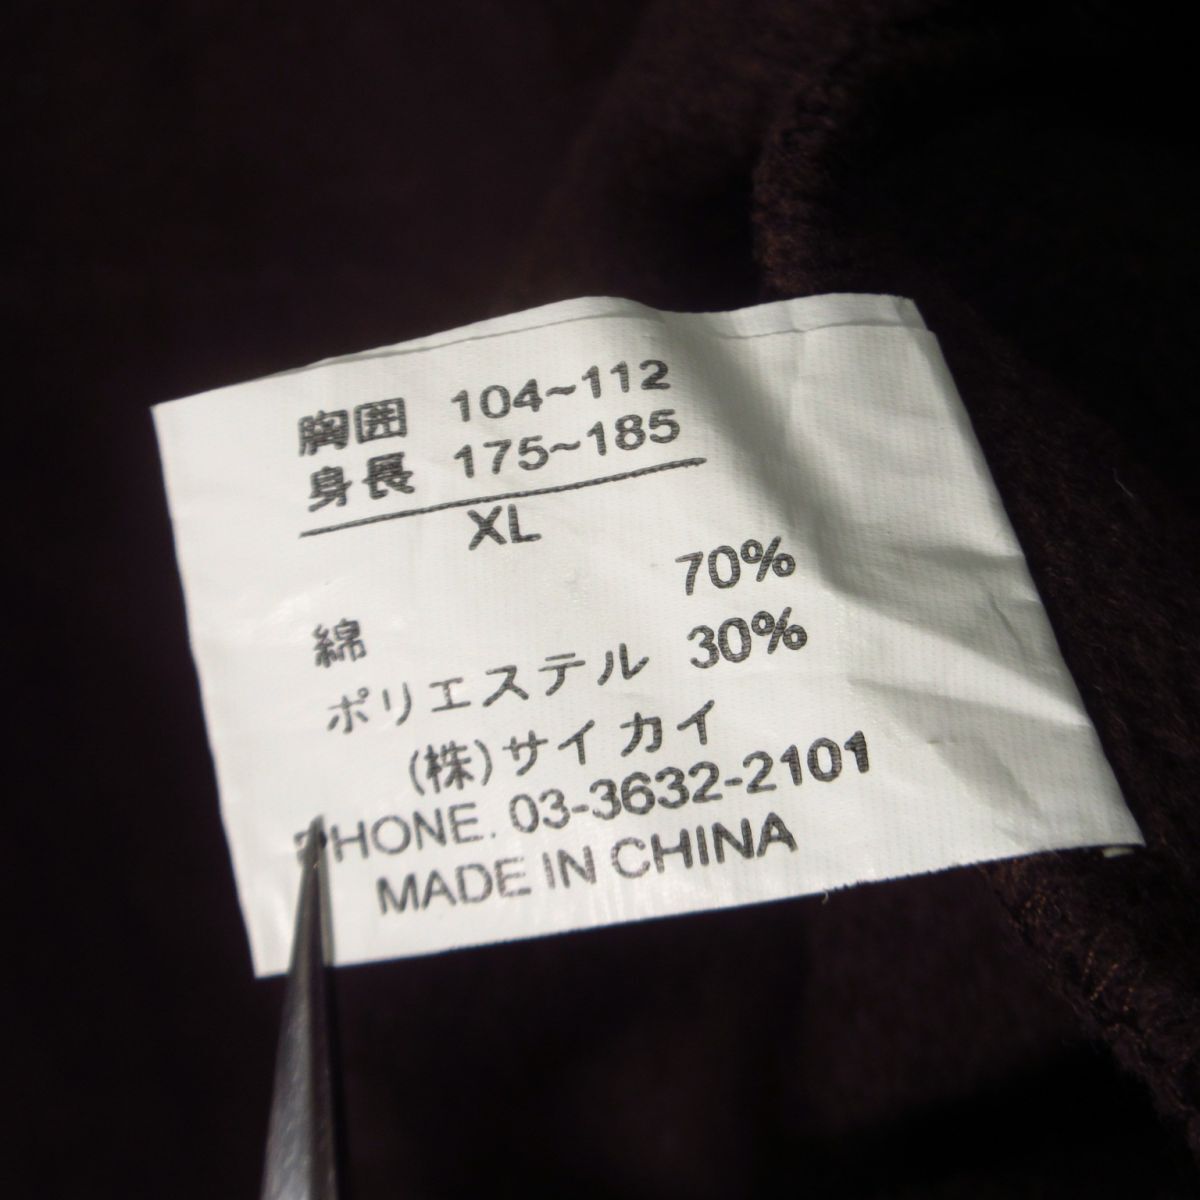 胸囲 104~112
身長 175~185
XL
綿 70%
ポリエステル 30%
(株)サイカイ
PHONE. 03-3632-2101
MADE IN CHINA